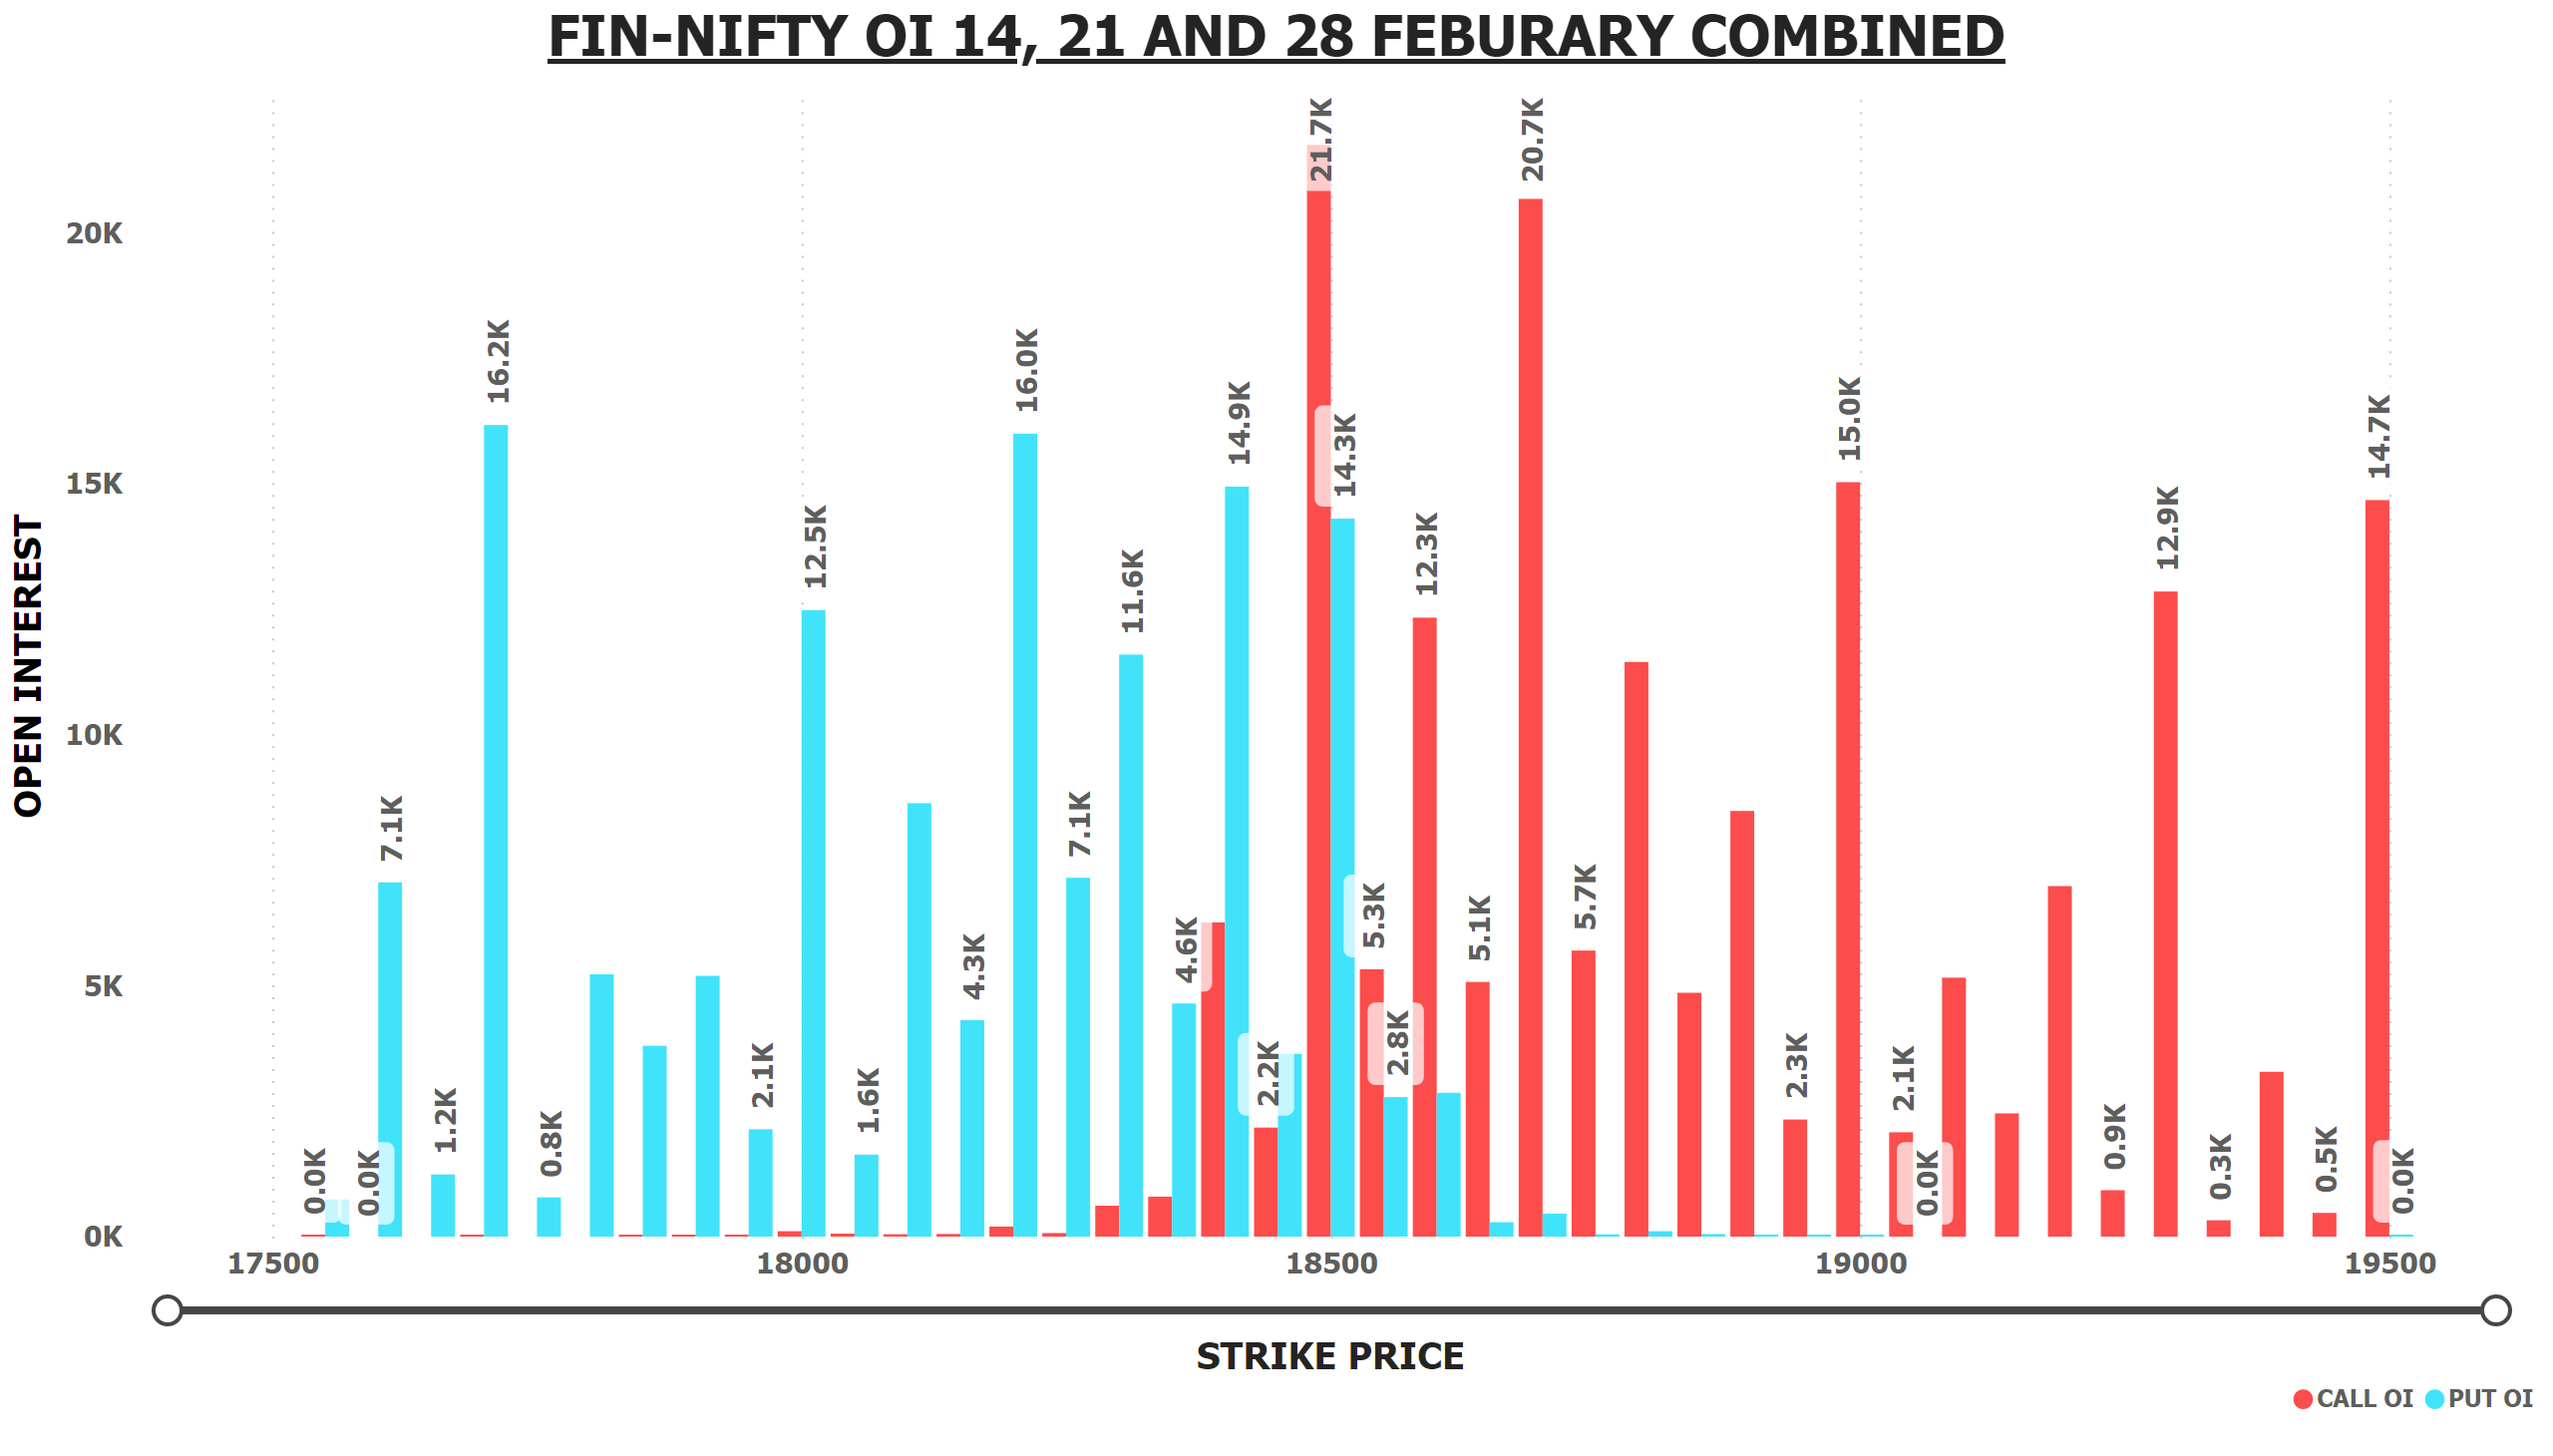 FIN-NIFTY OI 14, 21 AND 28 FEBURARY COMBINED
OPEN INTEREST
20K
15K
10K
5K
0K
0.0K
0.0K
7.1K
1.2K
16.2K
0.8K
2.1K
12.5K
1.6K
4.3K
16.0K
7.1K
11.6K
4.6K
14.9K
2.2K
21.7K
14.3K
5.3K
2.8K
12.3K
5.1K
20.7K
5.7K
2.3K
15.0K
2.1K
0.0K
0.9K
12.9K
0.3K
0.5K
14.7K
0.0K
17500 18000 18500 19000 19500
STRIKE PRICE
CALL OI PUT OI